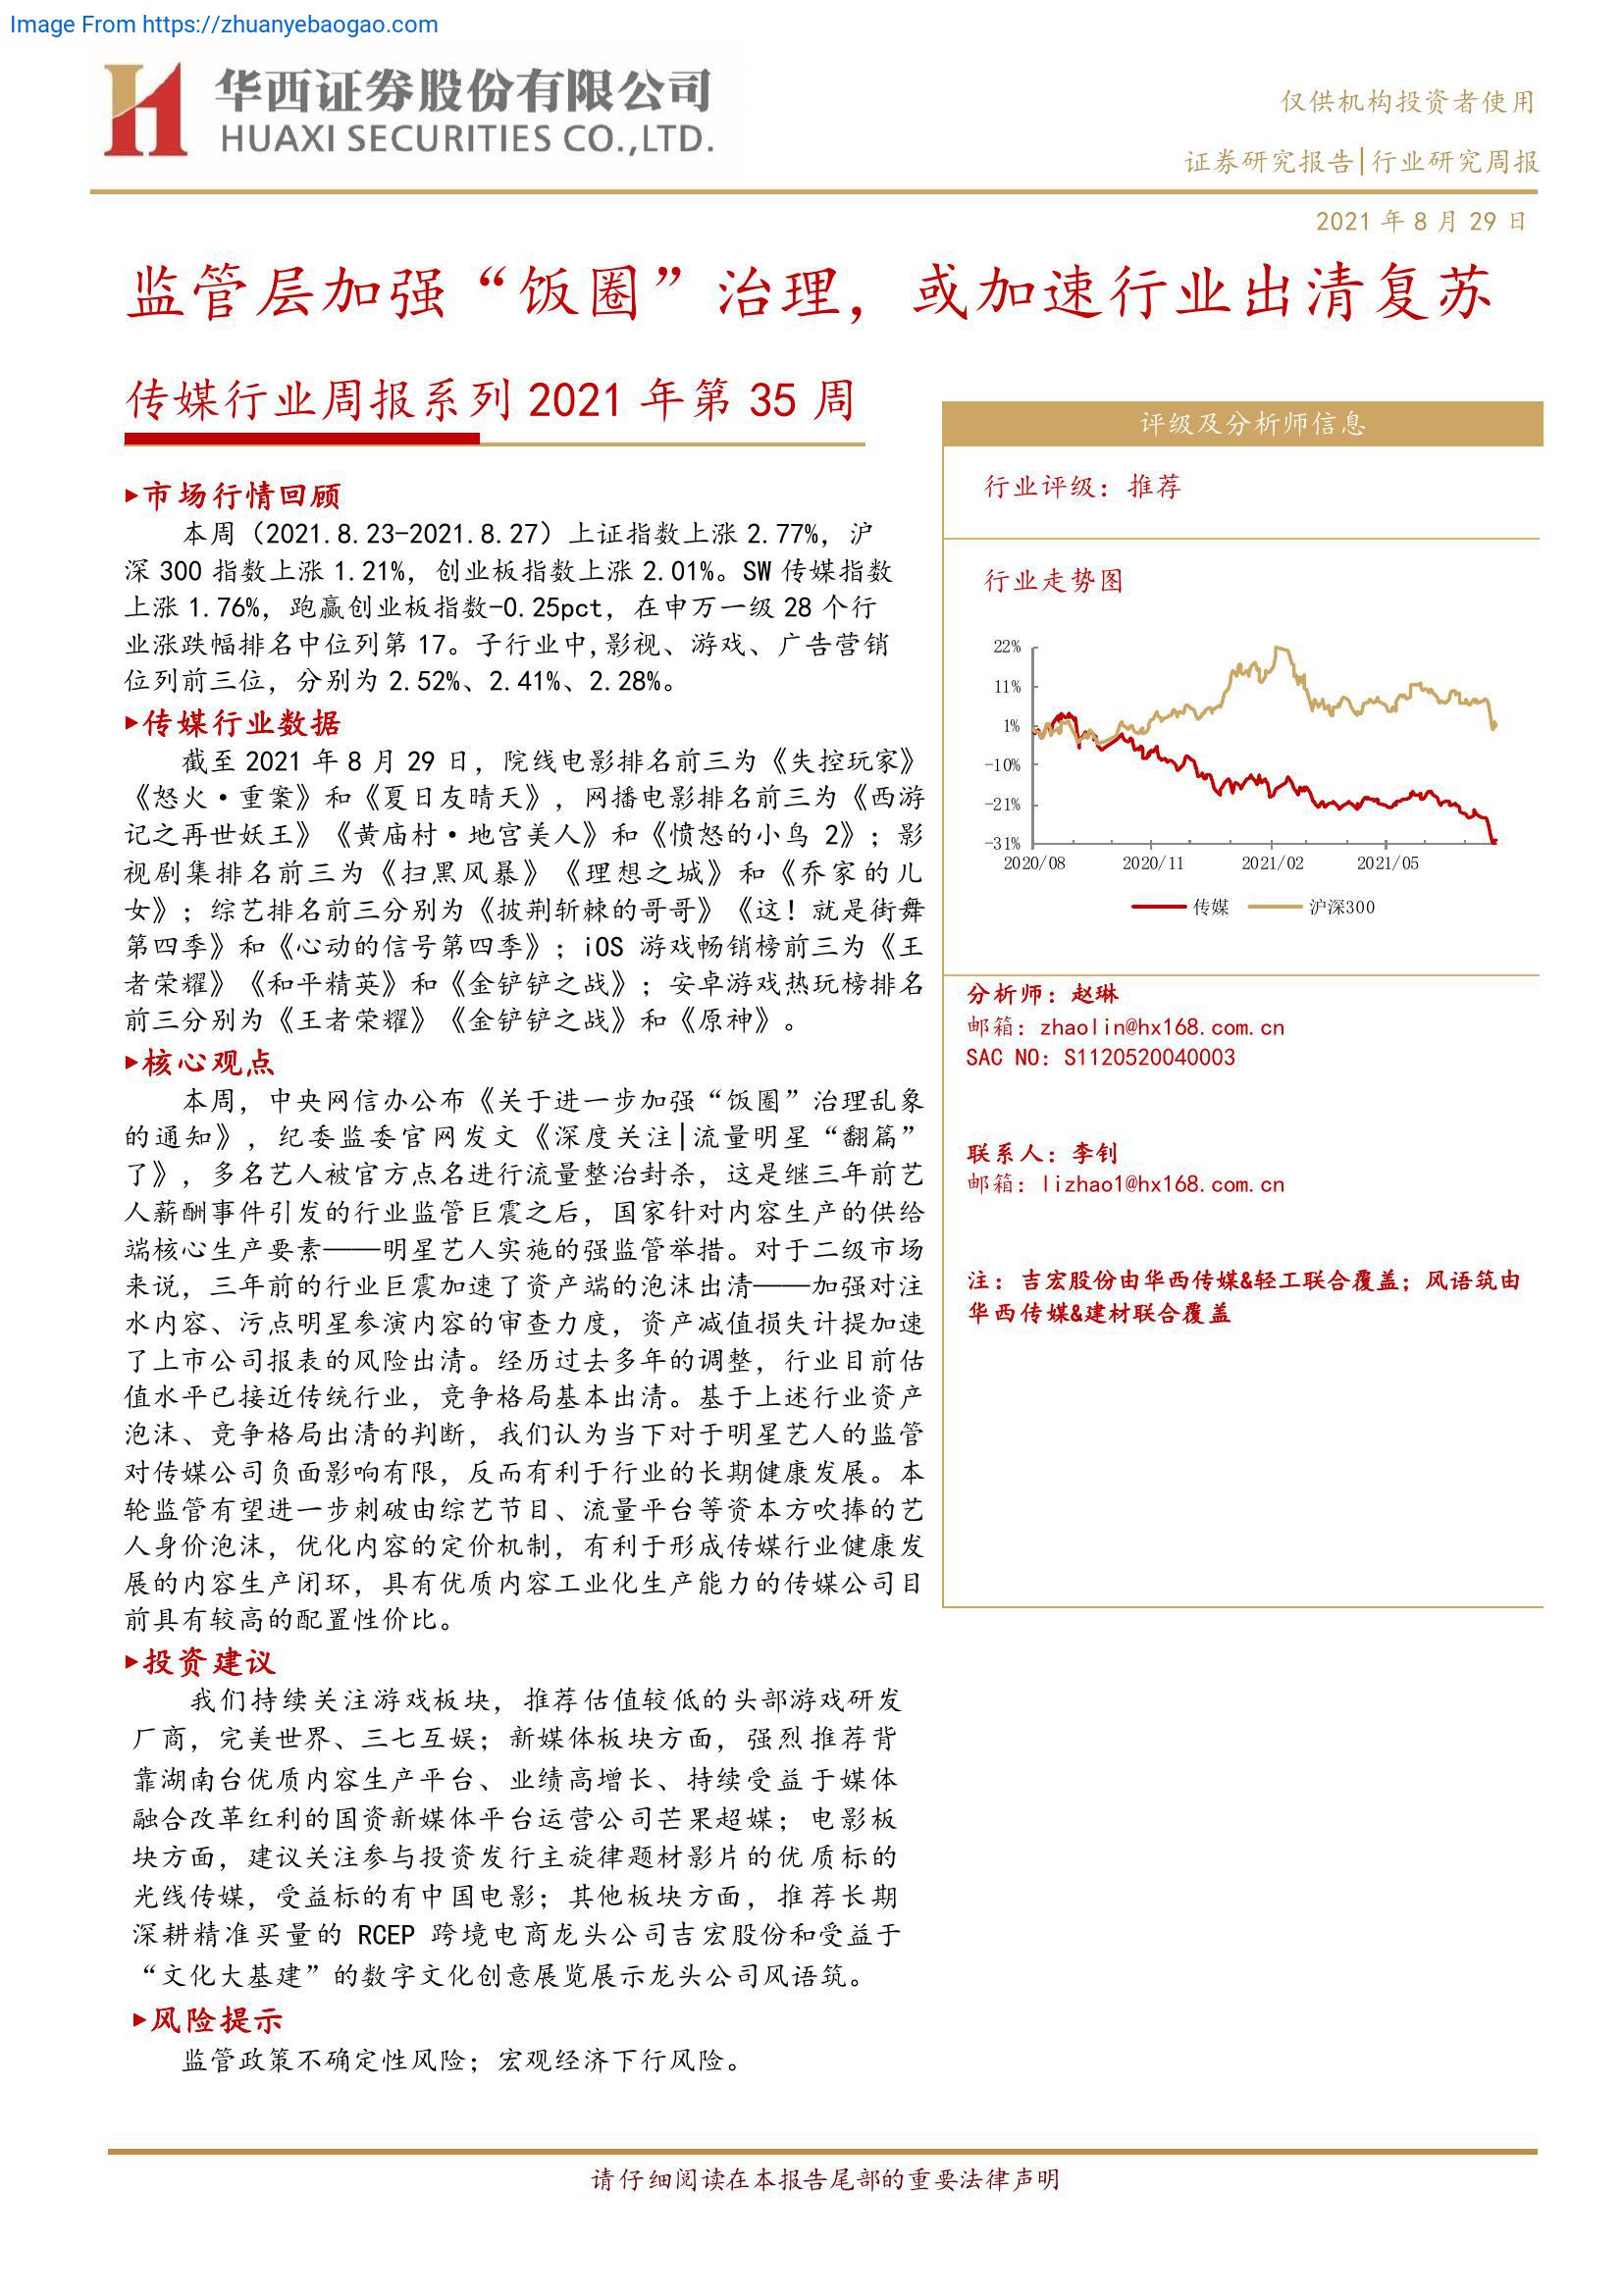 Image From https://zhuanyebaogao.com
华西证券股份有限公司
HUAXI SECURITIES CO.,LTD.
仅供机构投资者使用
证券研究报告|行业研究周报
2021 年 8 月 29 日
监管层加强“饭圈”治理，或加速行业出清复苏
传媒行业周报系列 2021 年第 35 周
▸市场行情回顾
本周（2021.8.23-2021.8.27）上证指数上涨 2.77%，沪
深 300 指数上涨 1.21%，创业板指数上涨 2.01%。SW 传媒指数
上涨 1.76%，跑赢创业板指数-0.25pct，在申万一级 28 个行
业涨跌幅排名中位列第 17。子行业中,影视、游戏、广告营销
位列前三位，分别为 2.52%、2.41%、2.28%。
▸传媒行业数据
截至 2021 年 8 月 29 日，院线电影排名前三为《失控玩家》
《怒火·重案》和《夏日友晴天》，网播电影排名前三为《西游
记之再世妖王》《黄庙村·地宫美人》和《愤怒的小鸟 2》；影
视剧集排名前三为《扫黑风暴》《理想之城》和《乔家的儿
女》；综艺排名前三分别为《披荆斩棘的哥哥》《这！就是街舞
第四季》和《心动的信号第四季》；iOS 游戏畅销榜前三为《王
者荣耀》《和平精英》和《金铲铲之战》；安卓游戏热玩榜排名
前三分别为《王者荣耀》《金铲铲之战》和《原神》。
▸核心观点
本周，中央网信办公布《关于进一步加强“饭圈”治理乱象
的通知》，纪委监委官网发文《深度关注|流量明星“翻篇”
了》，多名艺人被官方点名进行流量整治封杀，这是继三年前艺
人薪酬事件引发的行业监管巨震之后，国家针对内容生产的供给
端核心生产要素——明星艺人实施的强监管举措。对于二级市场
来说，三年前的行业巨震加速了资产端的泡沫出清——加强对注
水内容、污点明星参演内容的审查力度，资产减值损失计提加速
了上市公司报表的风险出清。经历过去多年的调整，行业目前估
值水平已接近传统行业，竞争格局基本出清。基于上述行业资产
泡沫、竞争格局出清的判断，我们认为当下对于明星艺人的监管
对传媒公司负面影响有限，反而有利于行业的长期健康发展。本
轮监管有望进一步刺破由综艺节目、流量平台等资本方吹捧的艺
人身价泡沫，优化内容的定价机制，有利于形成传媒行业健康发
展的内容生产闭环，具有优质内容工业化生产能力的传媒公司目
前具有较高的配置性价比。
▸投资建议
我们持续关注游戏板块，推荐估值较低的头部游戏研发
厂商，完美世界、三七互娱；新媒体板块方面，强烈推荐背
靠湖南台优质内容生产平台、业绩高增长、持续受益于媒体
融合改革红利的国资新媒体平台运营公司芒果超媒；电影板
块方面，建议关注参与投资发行主旋律题材影片的优质标的
光线传媒，受益标的有中国电影；其他板块方面，推荐长期
深耕精准买量的 RCEP 跨境电商龙头公司吉宏股份和受益于
“文化大基建”的数字文化创意展览展示龙头公司风语筑。
▸风险提示
监管政策不确定性风险；宏观经济下行风险。
评级及分析师信息
行业评级：推荐
行业走势图
22%
11%
1%
-10%
-21%
-31%
2020/08 2020/11 2021/02 2021/05
传媒 沪深300
分析师：赵琳
邮箱：zhaolin@hx168.com.cn
SAC NO：S1120520040003
联系人：李钊
邮箱：lizhao1@hx168.com.cn
注：吉宏股份由华西传媒&轻工联合覆盖；风语筑由
华西传媒&建材联合覆盖
请仔细阅读在本报告尾部的重要法律声明